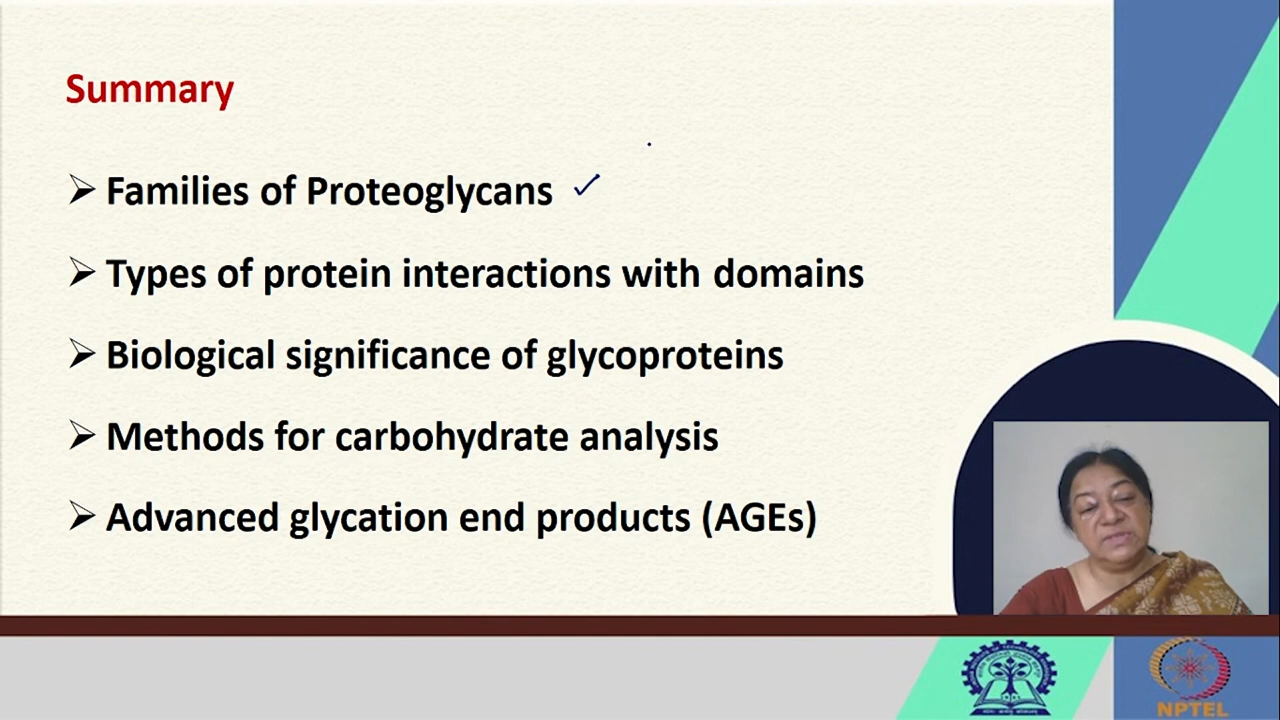 Summary
Families of Proteoglycans
Types of protein interactions with domains
Biological significance of glycoproteins
Methods for carbohydrate analysis
Advanced glycation end products (AGEs)
NPTEL